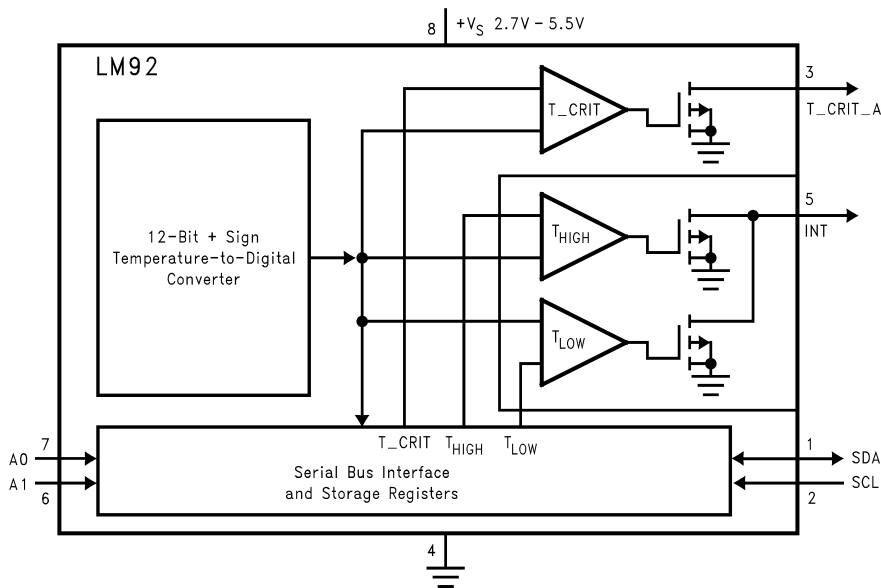 8 +VS 2.7V – 5.5V
LM92
T_CRIT
3
T_CRIT_A
12-Bit + Sign
Temperature-to-Digital
Converter
THIGH
5
INT
TLOW
T_CRIT THIGH TLOW
Serial Bus Interface
and Storage Registers
7
A0
A1
6
1
SDA
SCL
2
4